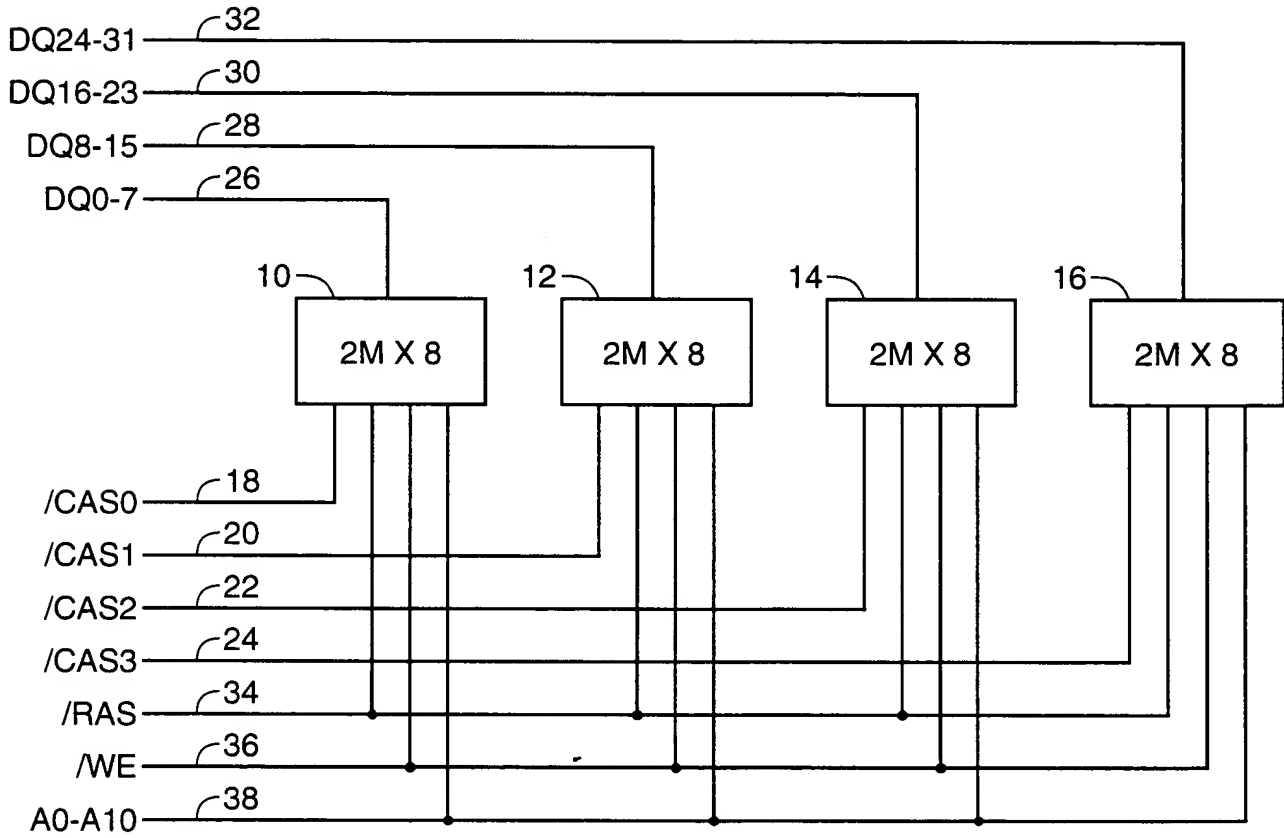 32
DQ24-31
30
DQ16-23
28
DQ8-15
26
DQ0-7
10 12 14 16
2M X 8 2M X 8 2M X 8 2M X 8
18
/CAS0
20
/CAS1
22
/CAS2
24
/CAS3
34
/RAS
36
/WE
38
A0-A10